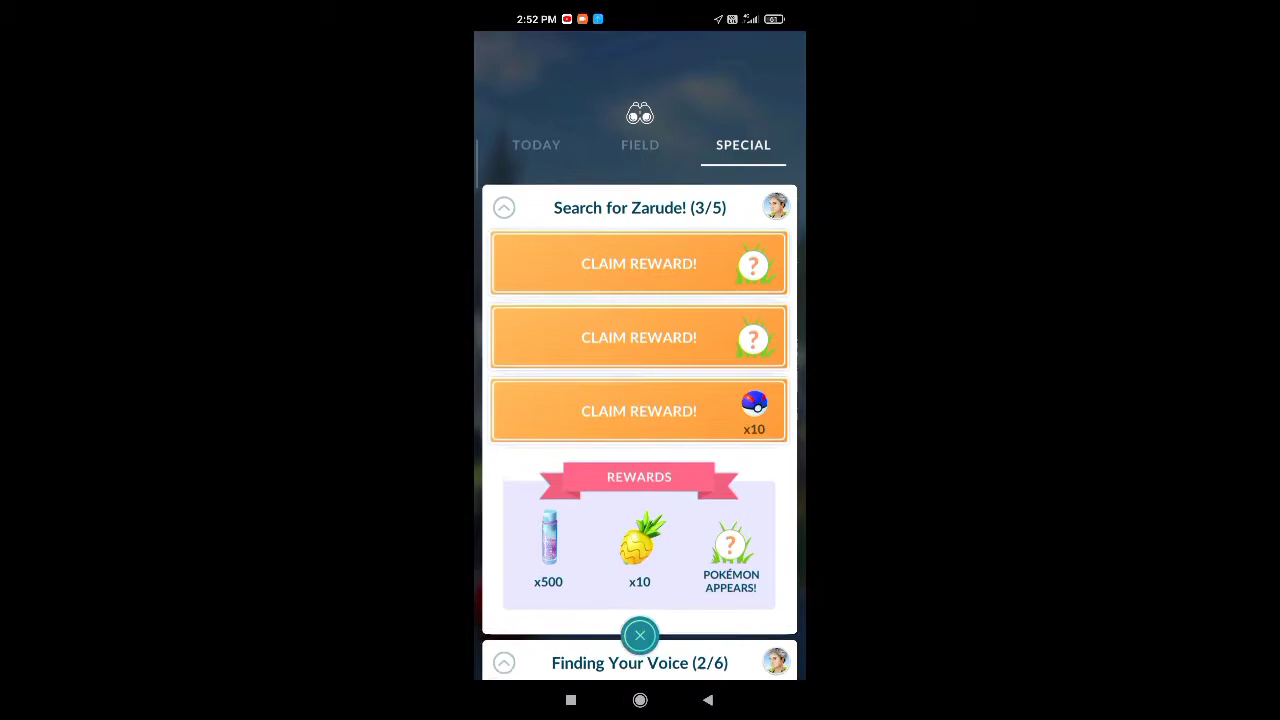 2:52 PM
61
TODAY FIELD SPECIAL
Search for Zarude! (3/5)
CLAIM REWARD! ?
CLAIM REWARD! ?
CLAIM REWARD!
x10
REWARDS
?
x500 x10 POKÉMON
APPEARS!
Finding Your Voice (2/6)